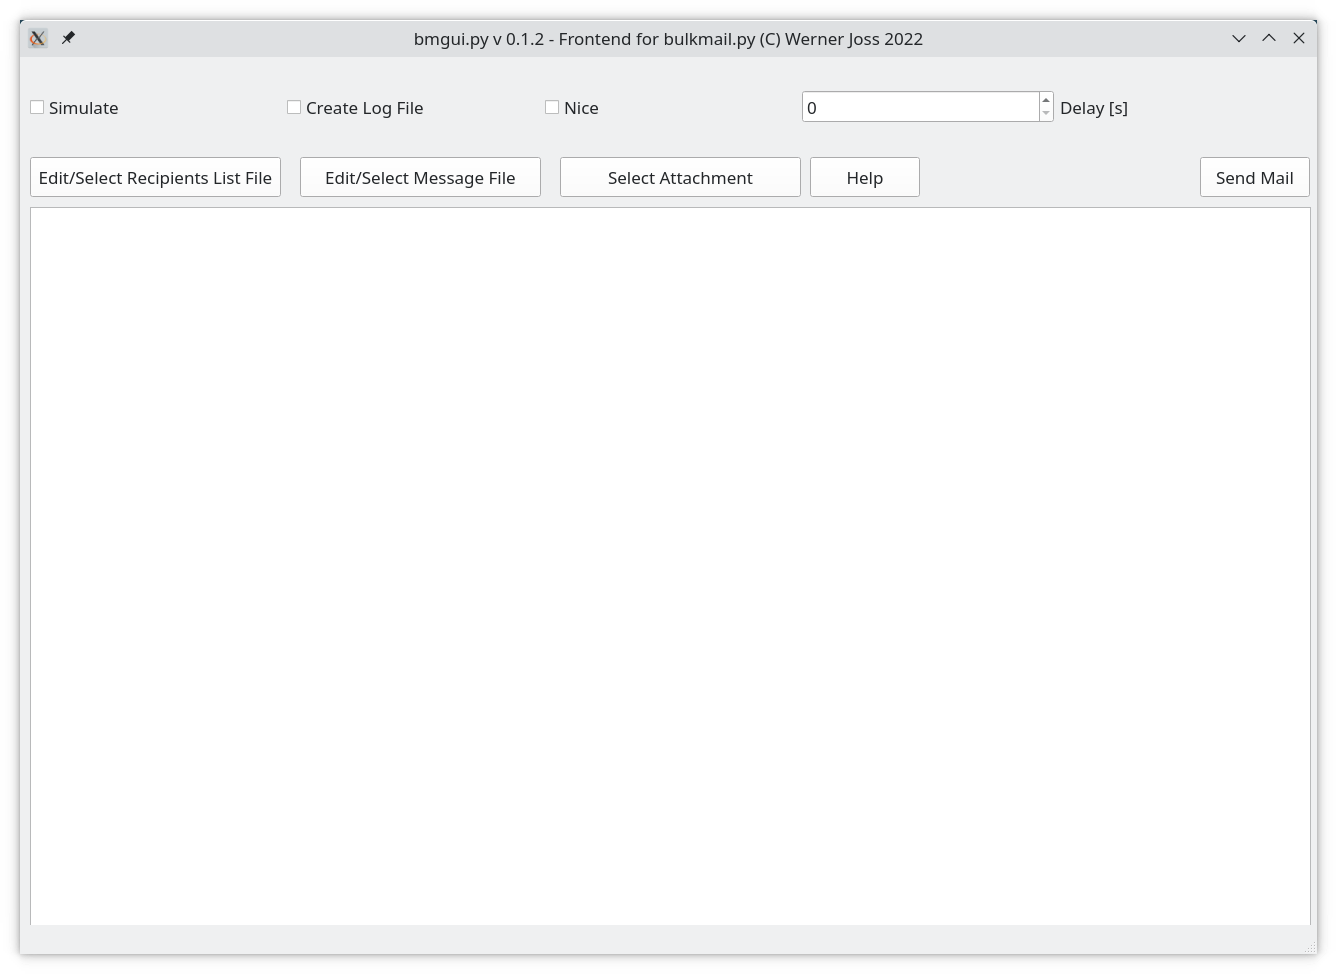 bmgui.py v 0.1.2 - Frontend for bulkmail.py (C) Werner Joss 2022
Simulate
Create Log File
Nice
0
Delay [s]
Edit/Select Recipients List File
Edit/Select Message File
Select Attachment
Help
Send Mail